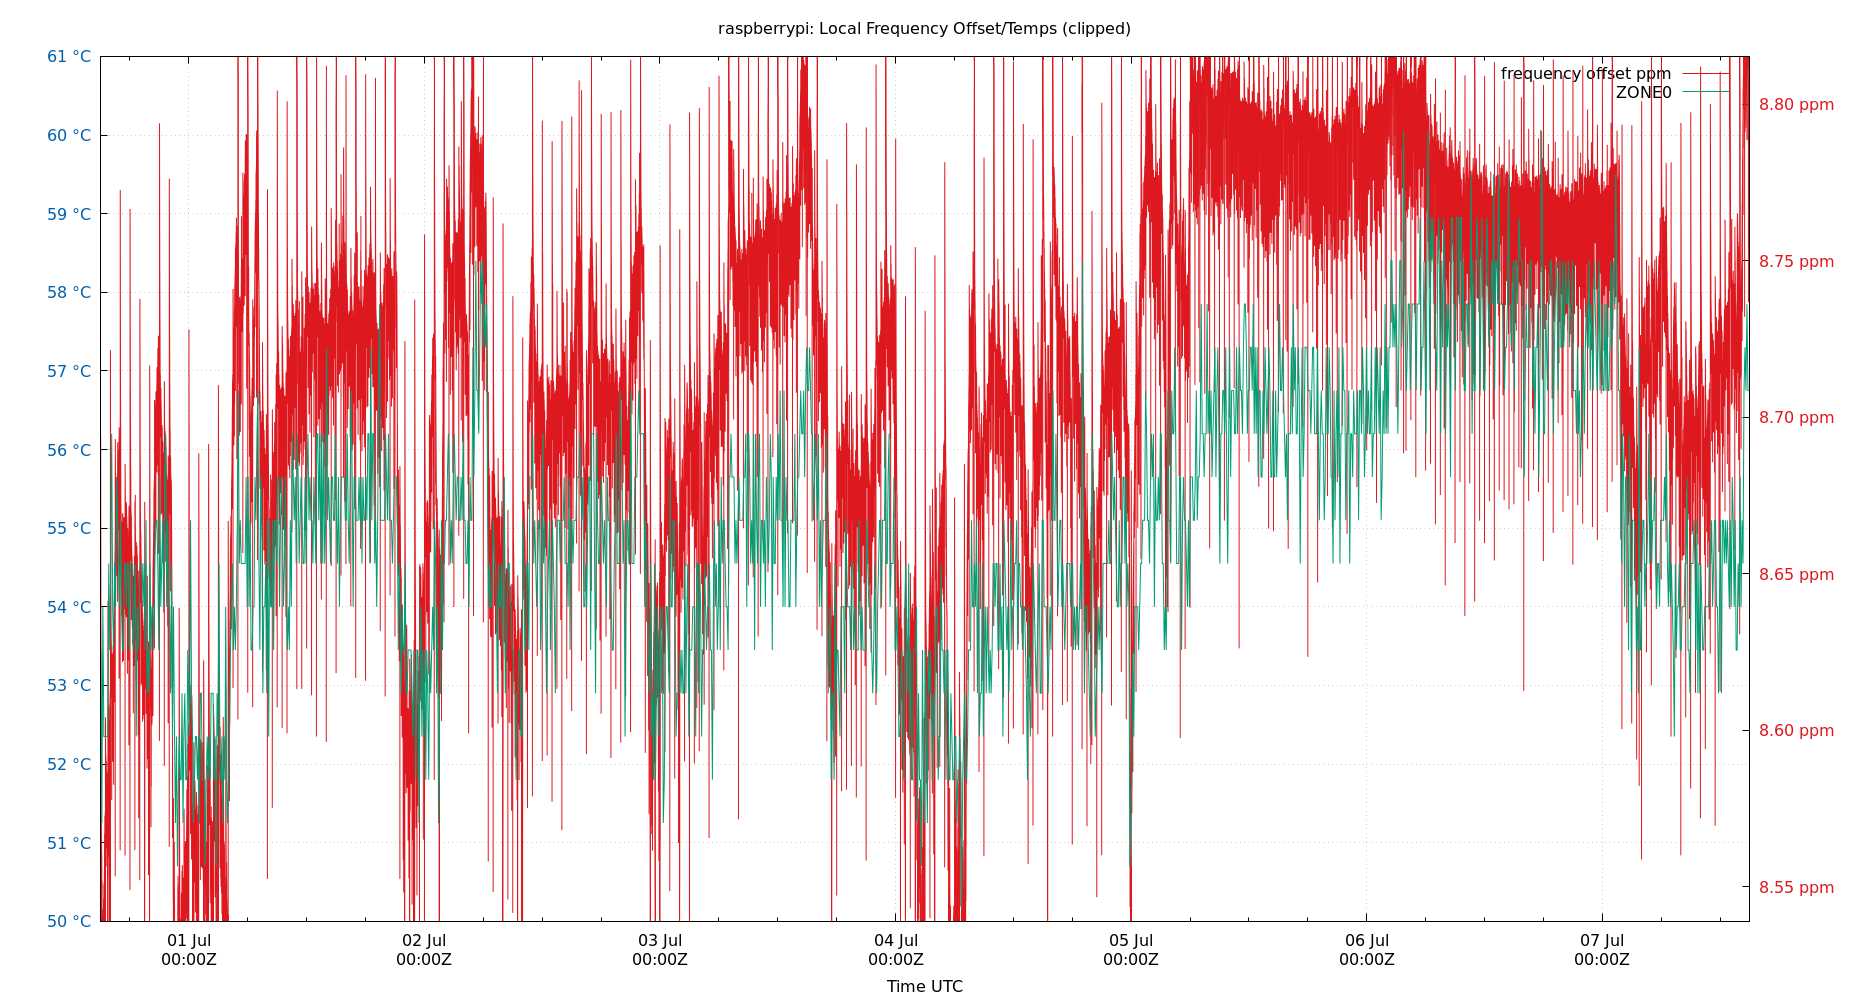 raspberrypi: Local Frequency Offset/Temps (clipped)
61 °C
60 °C
59 °C
58 °C
57 °C
56 °C
55 °C
54 °C
53 °C
52 °C
51 °C
50 °C
frequency offset ppm
ZONE0
8.80 ppm
8.75 ppm
8.70 ppm
8.65 ppm
8.60 ppm
8.55 ppm
01 Jul
00:00Z
02 Jul
00:00Z
03 Jul
00:00Z
04 Jul
00:00Z
05 Jul
00:00Z
06 Jul
00:00Z
07 Jul
00:00Z
Time UTC